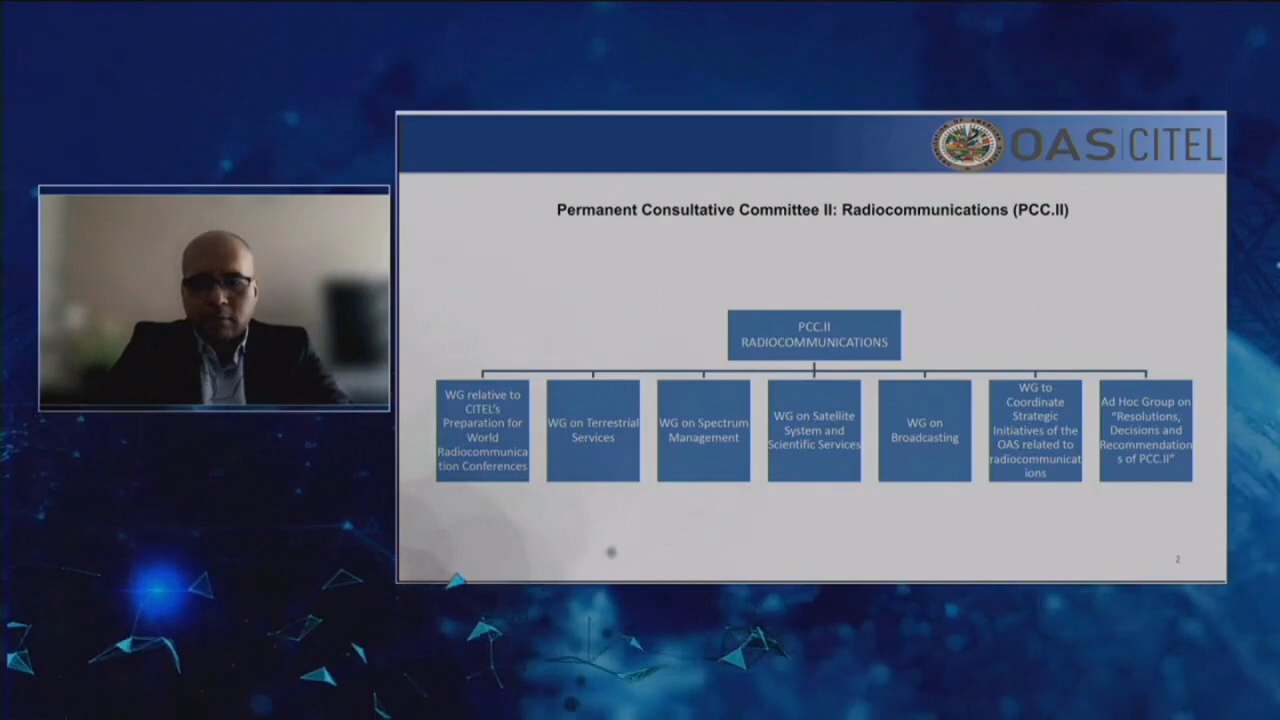 OAS|CITEL
Permanent Consultative Committee II: Radiocommunications (PCC.II)
PCC.II
RADIOCOMMUNICATIONS
WG relative to
CITEL's
Preparation for
World
Radiocommunica
tion Conferences
WG on Terrestrial
Services
WG on Spectrum
Management
WG on Satellite
System and
Scientific Services
WG on
Broadcasting
WG to
Coordinate
Strategic
Initiatives of the
OAS related to
radiocommunicat
ions
Ad Hoc Group on
“Resolutions,
Decisions and
Recommendation
s of PCC.II”
2